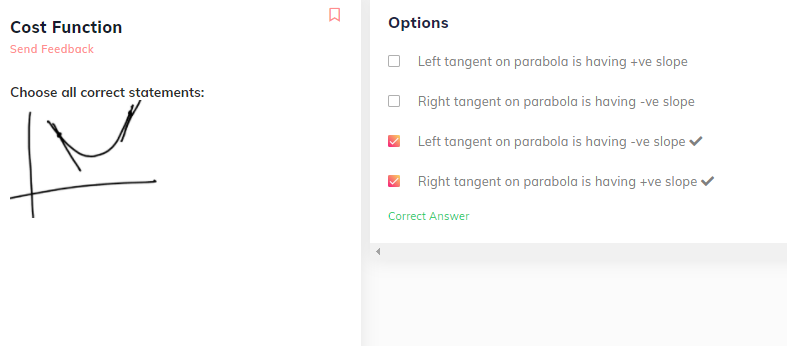 Cost Function
Send Feedback
Choose all correct statements:
Options
Left tangent on parabola is having +ve slope
Right tangent on parabola is having -ve slope
Left tangent on parabola is having -ve slope
Right tangent on parabola is having +ve slope
Correct Answer